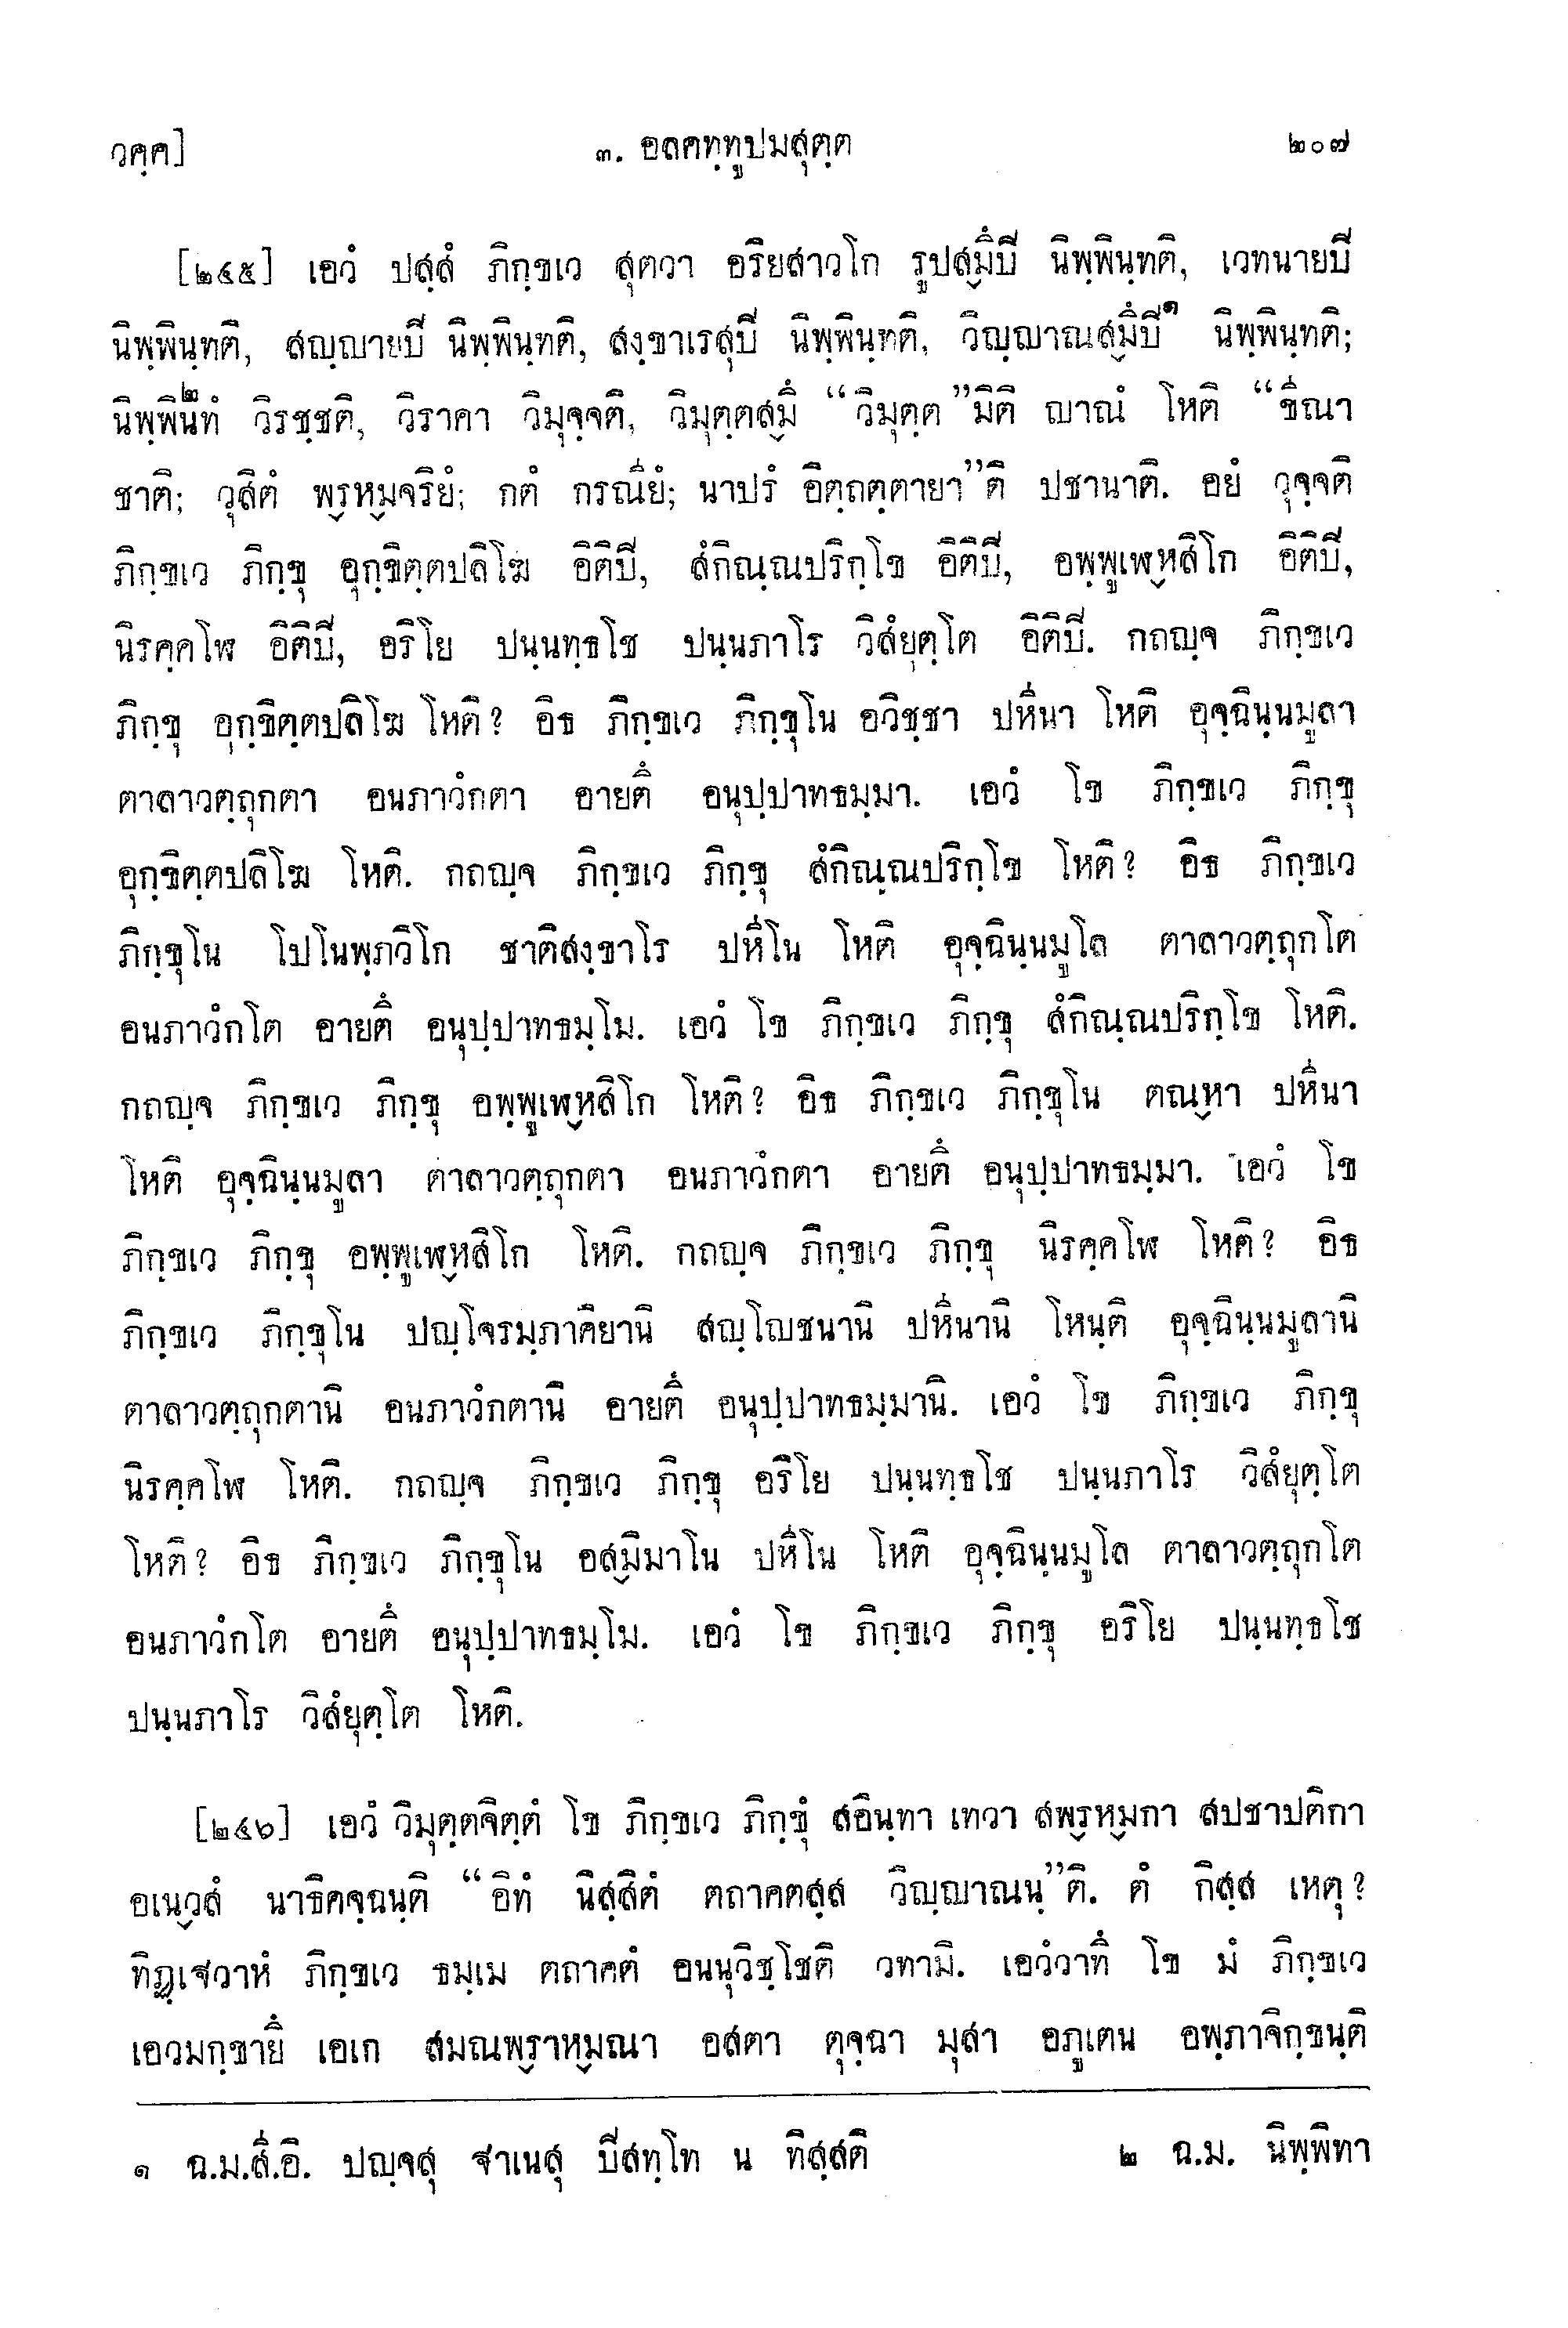 วคฺค] ๓. อลคทฺทูปมสุตฺต ๒๐๗
[๒๔๕] เอวํ ปสฺสํ ภิกฺขเว สุตวา อริยสาวโก รูปสฺมึปี นิพฺพินฺทติ, เวทนายปี
นิพฺพินฺทติ, สญฺญายปี นิพฺพินฺทติ, สงฺขาเรสุปี นิพฺพินฺทติ, วิญฺญาณสฺมึปี๑ นิพฺพินฺทติ;
นิพฺพินฺทํ๒ วิรชฺชติ, วิราคา วิมุจฺจติ, วิมุตฺตสฺมึ “วิมุตฺต”มิติ ญาณํ โหติ “ขีณา
ชาติ; วุสิตํ พฺรหฺมจริยํ; กตํ กรณียํ; นาปรํ อิตฺถตฺตายา”ติ ปชานาติ. อยํ วุจฺจติ
ภิกฺขเว ภิกฺขุ อุกฺขิตฺตปลิโฆ อิติปี, สํกิณฺณปริกฺโข อิติปี, อพฺพูเฬฺหสิโก อิติปี,
นิรคฺคโฬ อิติปี, อริโย ปนฺนทฺธโช ปนฺนภาโร วิสํยุตฺโต อิติปี. กถญฺจ ภิกฺขเว
ภิกฺขุ อุกฺขิตฺตปลิโฆ โหติ? อิธ ภิกฺขเว ภิกฺขุโน อวิชฺชา ปหีนา โหติ อุจฺฉินฺนมูลา
ตาลาวตฺถุกตา อนภาวํกตา อายตึ อนุปฺปาทธมฺมา. เอวํ โข ภิกฺขเว ภิกฺขุ
อุกฺขิตฺตปลิโฆ โหติ. กถญฺจ ภิกฺขเว ภิกฺขุ สํกิณฺณปริกฺโข โหติ? อิธ ภิกฺขเว
ภิกฺขุโน โปโนพฺภวิโก ชาติสงฺขาโร ปหีโน โหติ อุจฺฉินฺนมูโล ตาลาวตฺถุกโต
อนภาวํกโต อายตึ อนุปฺปาทธมฺโม. เอวํ โข ภิกฺขเว ภิกฺขุ สํกิณฺณปริกฺโข โหติ.
กถญฺจ ภิกฺขเว ภิกฺขุ อพฺพูเฬฺหสิโก โหติ? อิธ ภิกฺขเว ภิกฺขุโน ตณฺหา ปหีนา
โหติ อุจฺฉินฺนมูลา ตาลาวตฺถุกตา อนภาวํกตา อายตึ อนุปฺปาทธมฺมา. เอวํ โข
ภิกฺขเว ภิกฺขุ อพฺพูเฬฺหสิโก โหติ. กถญฺจ ภิกฺขเว ภิกฺขุ นิรคฺคโฬ โหติ? อิธ
ภิกฺขเว ภิกฺขุโน ปญฺโจรมฺภาคิยานิ สญฺโญชนานิ ปหีนานิ โหนฺติ อุจฺฉินฺนมูลานิ
ตาลาวตฺถุกตานิ อนภาวํกตานิ อายตึ อนุปฺปาทธมฺมานิ. เอวํ โข ภิกฺขเว ภิกฺขุ
นิรคฺคโฬ โหติ. กถญฺจ ภิกฺขเว ภิกฺขุ อริโย ปนฺนทฺธโช ปนฺนภาโร วิสํยุตฺโต
โหติ? อิธ ภิกฺขเว ภิกฺขุโน อสฺมิมาโน ปหีโน โหติ อุจฺฉินฺนมูโล ตาลาวตฺถุกโต
อนภาวํกโต อายตึ อนุปฺปาทธมฺโม. เอวํ โข ภิกฺขเว ภิกฺขุ อริโย ปนฺนทฺธโช
ปนฺนภาโร วิสํยุตฺโต โหติ.
[๒๔๖] เอวํ วิมุตฺตจิตฺตํ โข ภิกฺขเว ภิกฺขุํ สอินฺทา เทวา สพฺรหฺมกา สปชาปติกา
อเนฺวสํ นาธิคจฺฉนฺติ “อิทํ นิสฺสิตํ ตถาคตสฺส วิญฺญาณนฺ”ติ. ตํ กิสฺส เหตุ?
ทิฏฺเฐวาหํ ภิกฺขเว ธมฺเม ตถาคตํ อนนุวิชฺโชติ วทามิ. เอวํวาทึ โข มํ ภิกฺขเว
เอวมกฺขายึ เอเก สมณพฺราหฺมณา อสตา ตุจฺฉา มุสา อภูเตน อพฺภาจิกฺขนฺติ
๑ ฉ.ม.สี.อิ. ปญฺจสุ ฐาเนสุ ปีสทฺโท น ทิสฺสติ ๒ ฉ.ม. นิพฺพิทา